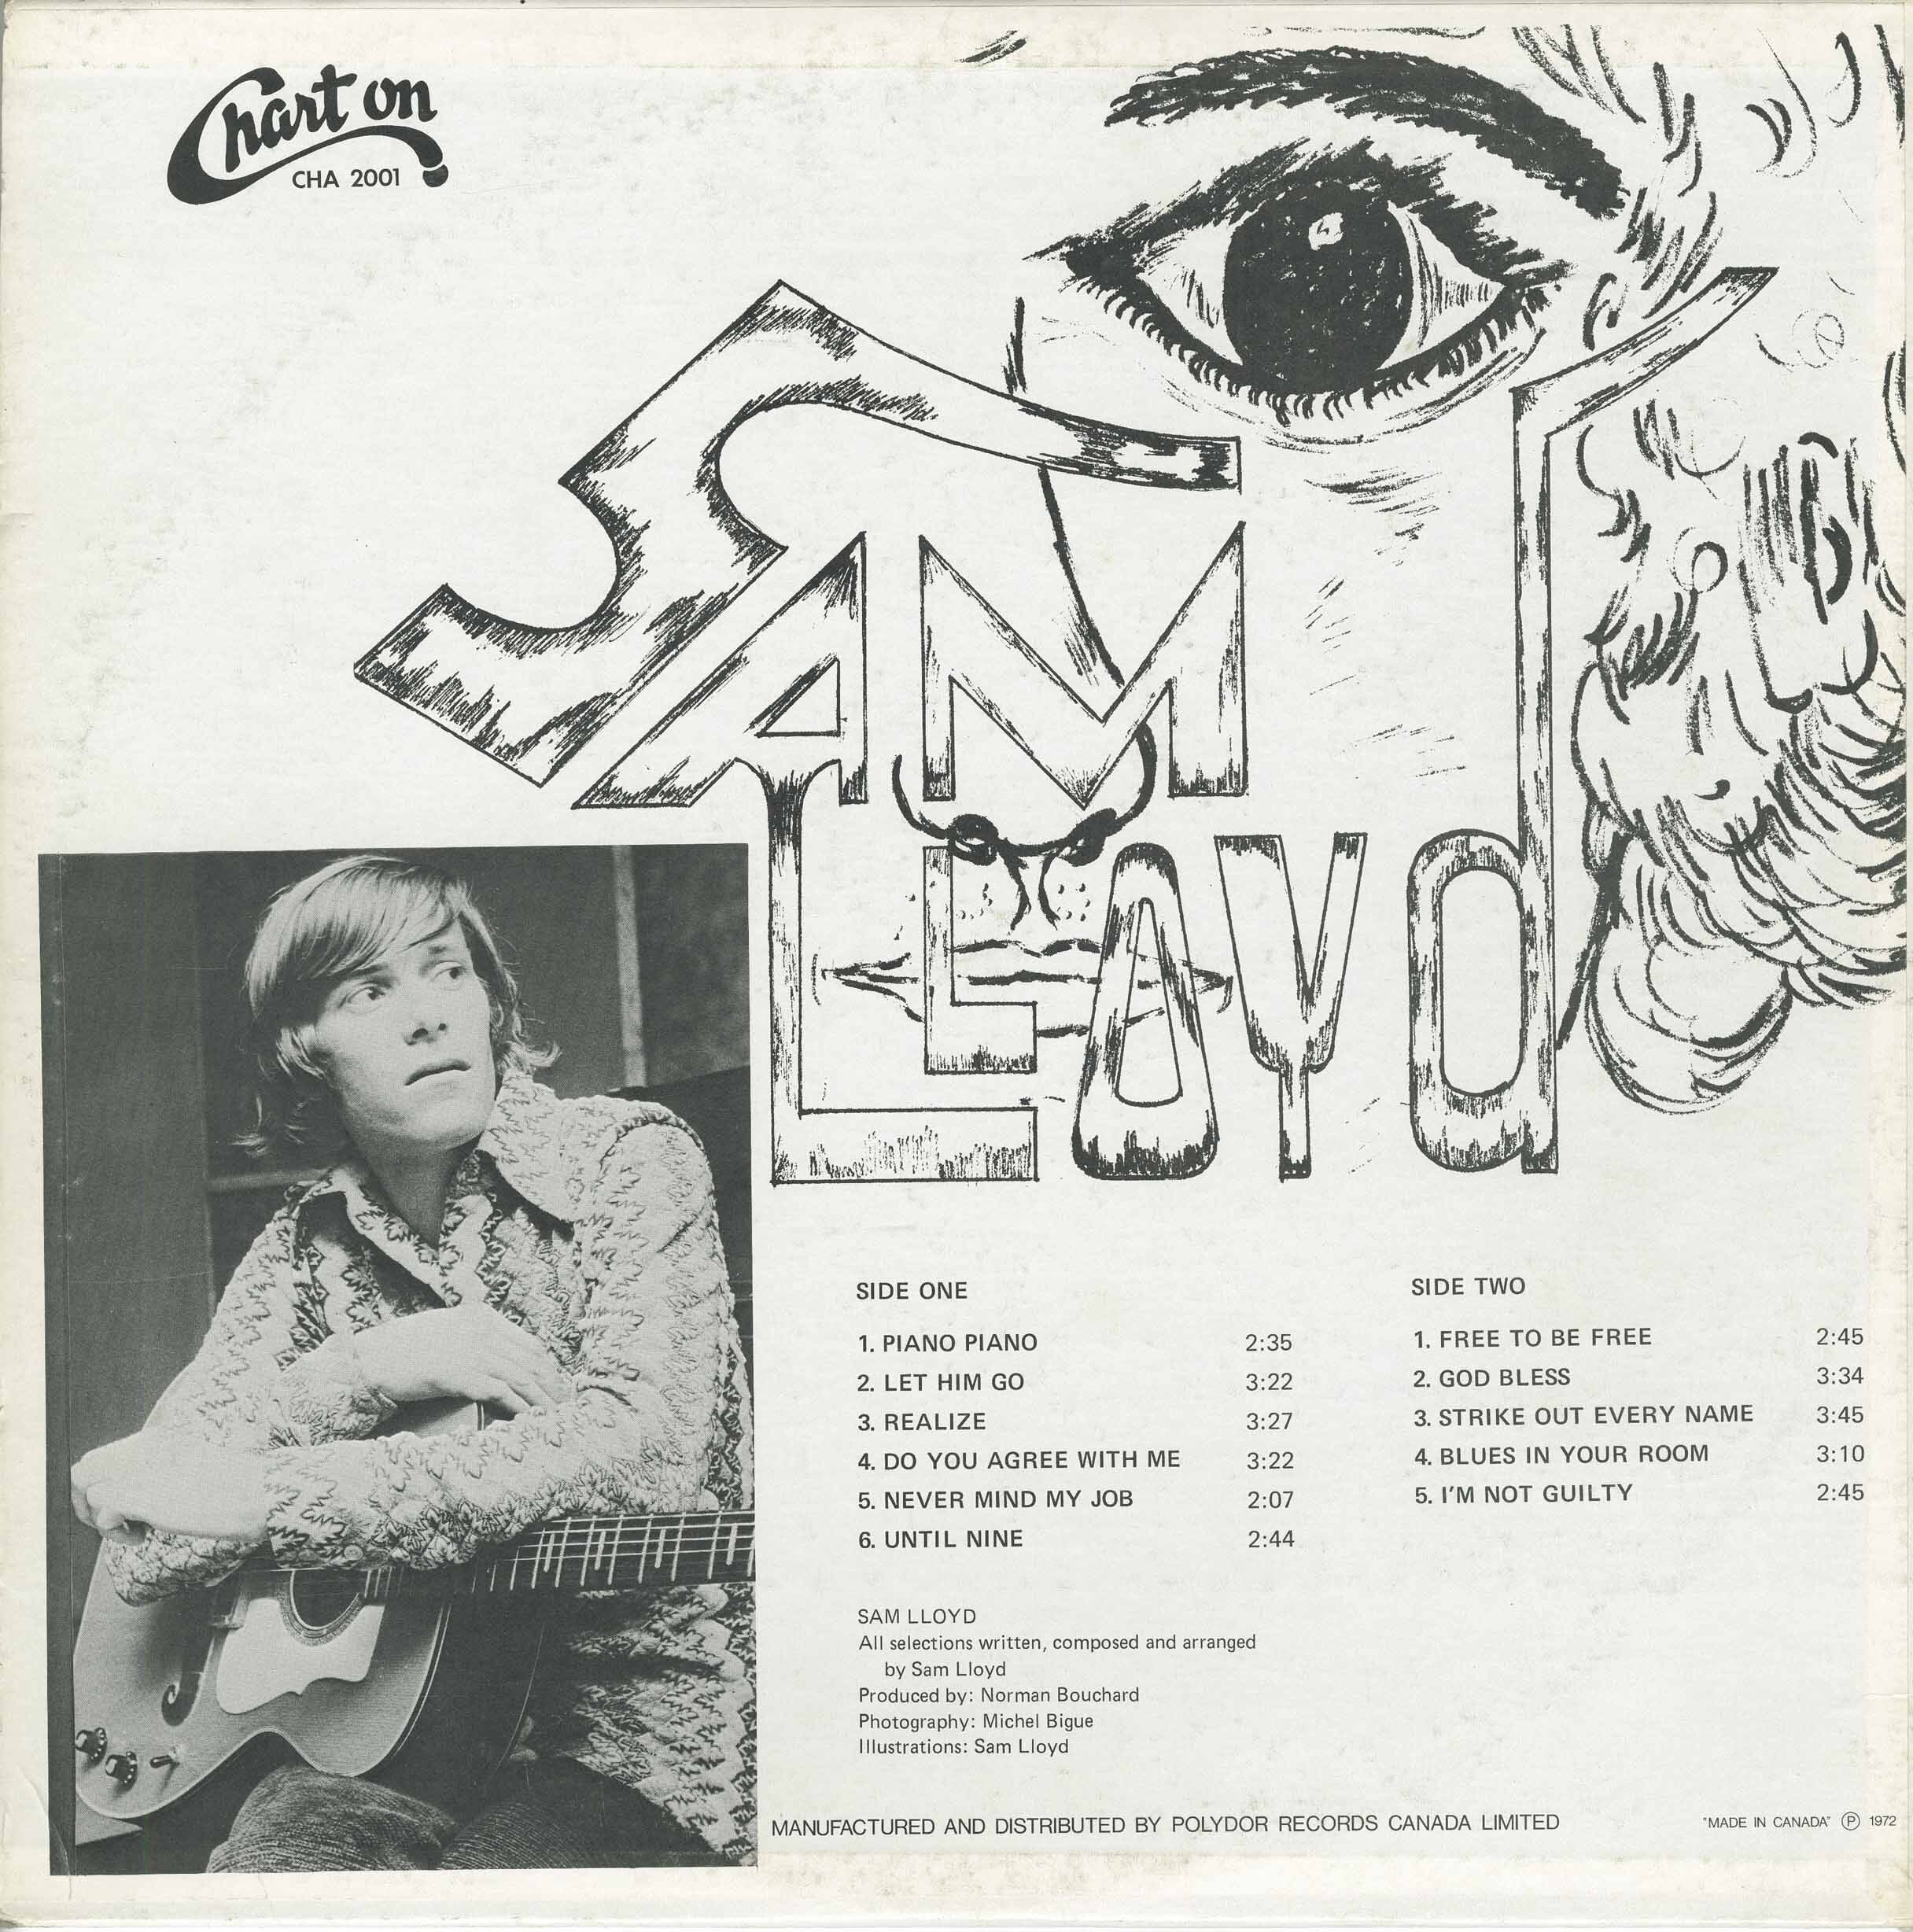 Chart on
CHA 2001
SAM
LLOYD
SIDE ONE
1. PIANO PIANO 2:35
2. LET HIM GO 3:22
3. REALIZE 3:27
4. DO YOU AGREE WITH ME 3:22
5. NEVER MIND MY JOB 2:07
6. UNTIL NINE 2:44
SIDE TWO
1. FREE TO BE FREE 2:45
2. GOD BLESS 3:34
3. STRIKE OUT EVERY NAME 3:45
4. BLUES IN YOUR ROOM 3:10
5. I'M NOT GUILTY 2:45
SAM LLOYD
All selections written, composed and arranged
by Sam Lloyd
Produced by: Norman Bouchard
Photography: Michel Bigue
Illustrations: Sam Lloyd
MANUFACTURED AND DISTRIBUTED BY POLYDOR RECORDS CANADA LIMITED
"MADE IN CANADA" ℗ 1972